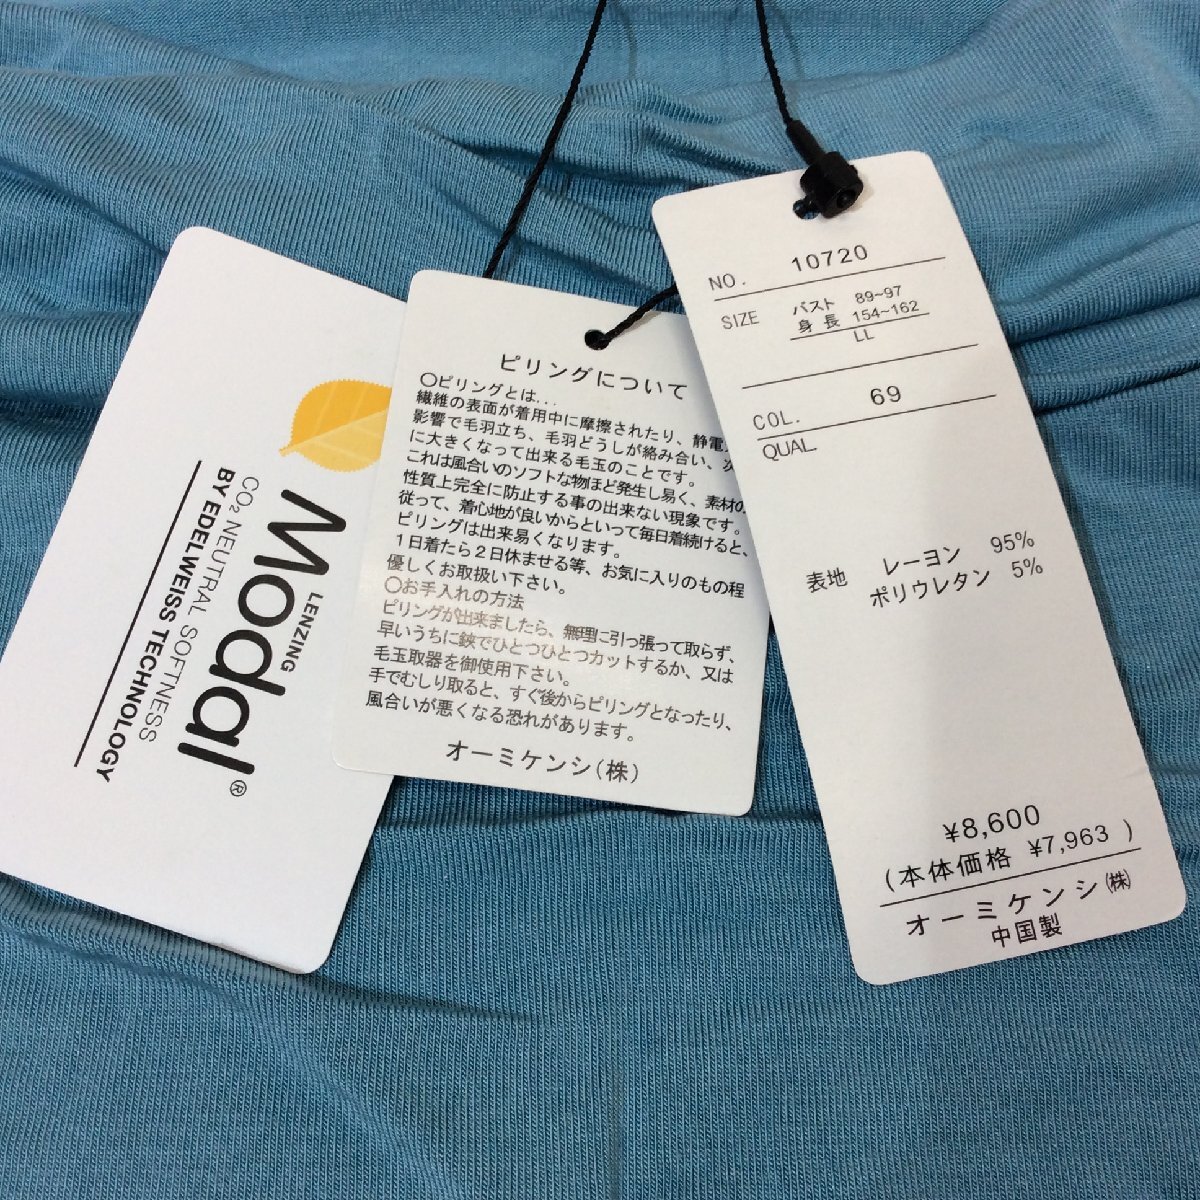 LENZING
Modal®
CO₂ NEUTRAL SOFTNESS
BY EDELWEISS TECHNOLOGY
ピリングについて
〇ピリングとは...
繊維の表面が着用中に摩擦されたり、静電
影響で毛羽立ち、毛羽どうしが絡み合い、次
に大きくなって出来る毛玉のことです。
これは風合いのソフトな物ほど発生し易く、素材の
性質上完全に防止する事の出来ない現象です。
従って、着心地が良いからといって毎日着続けると、
ピリングは出来易くなります。
1日着たら2日休ませる等、お気に入りのもの程
優しくお取扱い下さい。
〇お手入れの方法
ピリングが出来ましたら、無理に引っ張って取らず、
早いうちに鋏でひとつひとつカットするか、又は
毛玉取器を御使用下さい。
手でむしり取ると、すぐ後からピリングとなったり、
風合いが悪くなる恐れがあります。
オーミケンシ(株)
NO. 10720
SIZE バスト 89~97
身長 154~162
LL
COL. 69
QUAL
表地 レーヨン 95%
ポリウレタン 5%
¥8,600
(本体価格 ¥7,963 )
オーミケンシ㈱
中国製